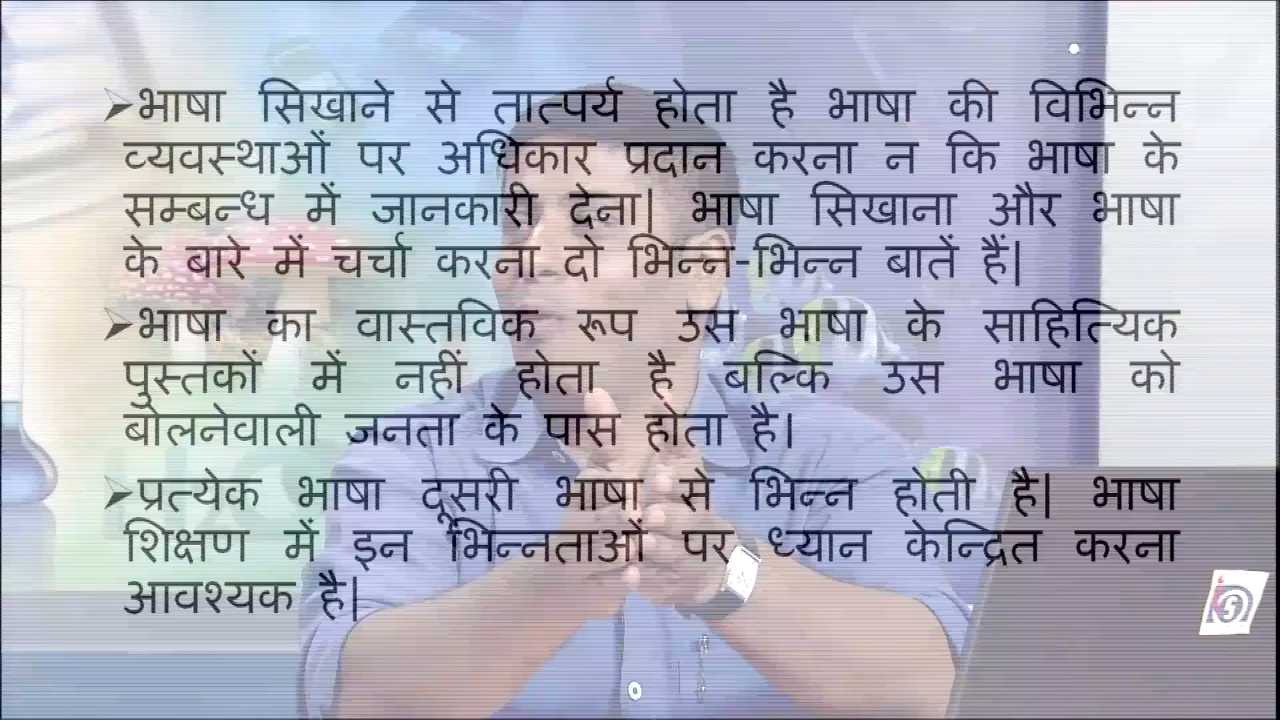 ➢भाषा सिखाने से तात्पर्य होता है भाषा की विभिन्न
व्यवस्थाओं पर अधिकार प्रदान करना न कि भाषा के
सम्बन्ध में जानकारी देना| भाषा सिखाना और भाषा
के बारे में चर्चा करना दो भिन्न-भिन्न बातें हैं|
➢भाषा का वास्तविक रूप उस भाषा के साहित्यिक
पुस्तकों में नहीं होता है बल्कि उस भाषा को
बोलनेवाली जनता के पास होता है।
➢प्रत्येक भाषा दूसरी भाषा से भिन्न होती है| भाषा
शिक्षण में इन भिन्नताओं पर ध्यान केन्द्रित करना
आवश्यक है|